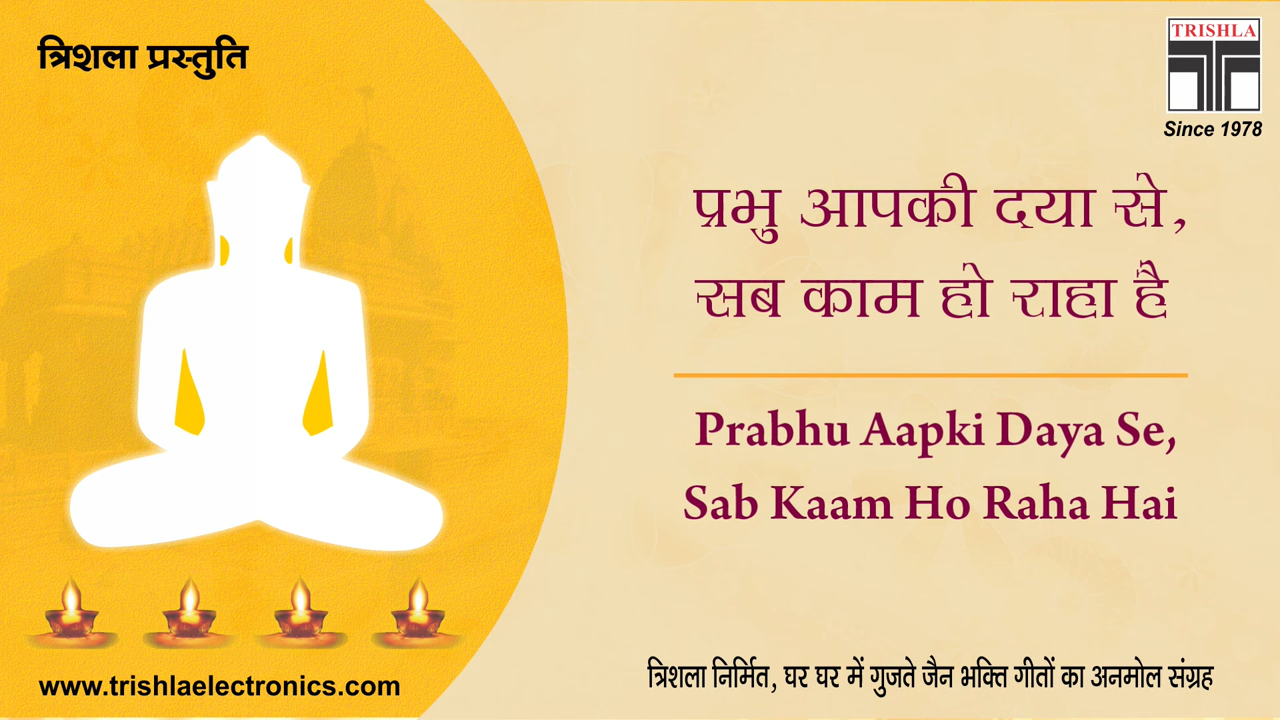 त्रिशला प्रस्तुति
TRISHLA
Since 1978
प्रभु आपकी दया से,
सब काम हो राहा है
Prabhu Aapki Daya Se,
Sab Kaam Ho Raha Hai
www.trishlaelectronics.com
त्रिशला निर्मित, घर घर में गुजते जैन भक्ति गीतों का अनमोल संग्रह